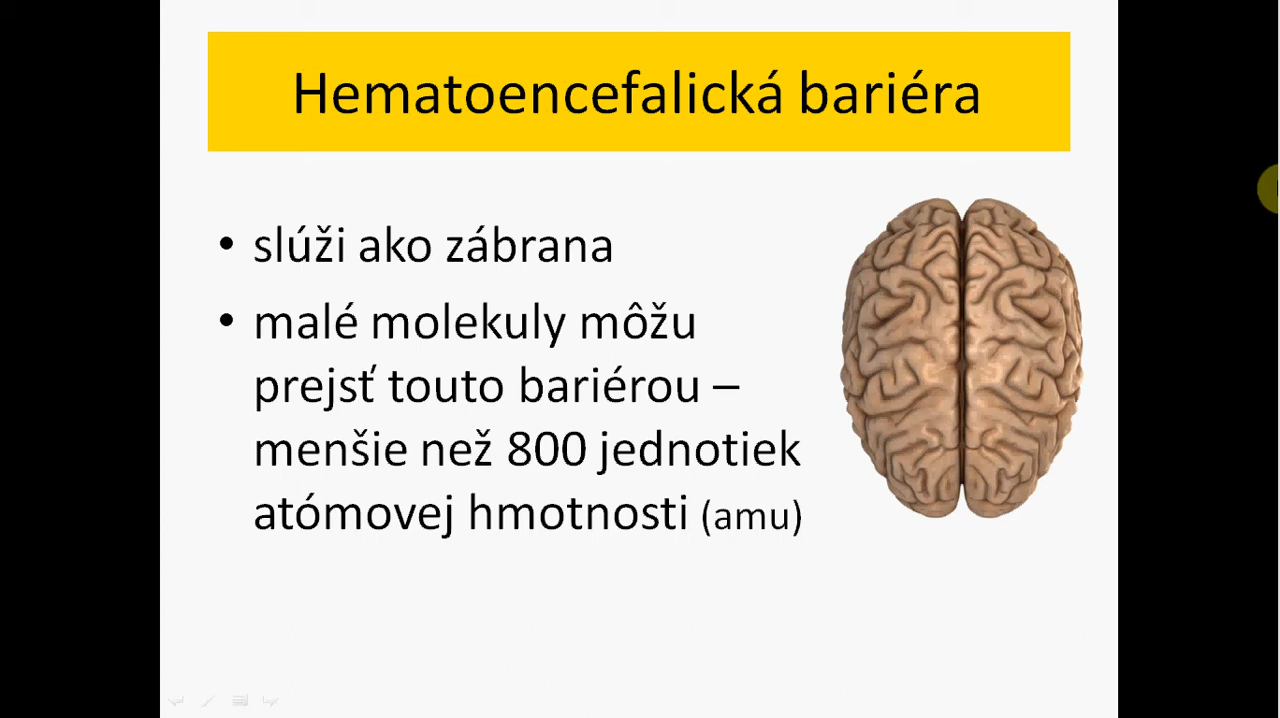 Hematoencefalická bariéra
• slúži ako zábrana
• malé molekuly môžu
prejsť touto bariérou –
menšie než 800 jednotiek
atómovej hmotnosti (amu)